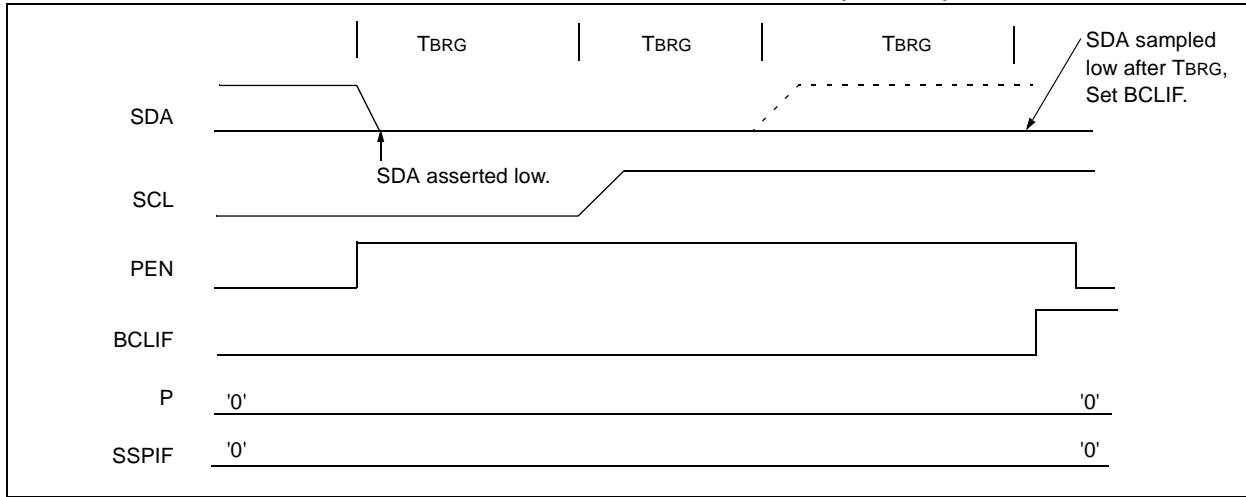 TBRG TBRG TBRG
SDA sampled
low after TBRG,
Set BCLIF.
SDA
SDA asserted low.
SCL
PEN
BCLIF
P '0' '0'
SSPIF '0' '0'